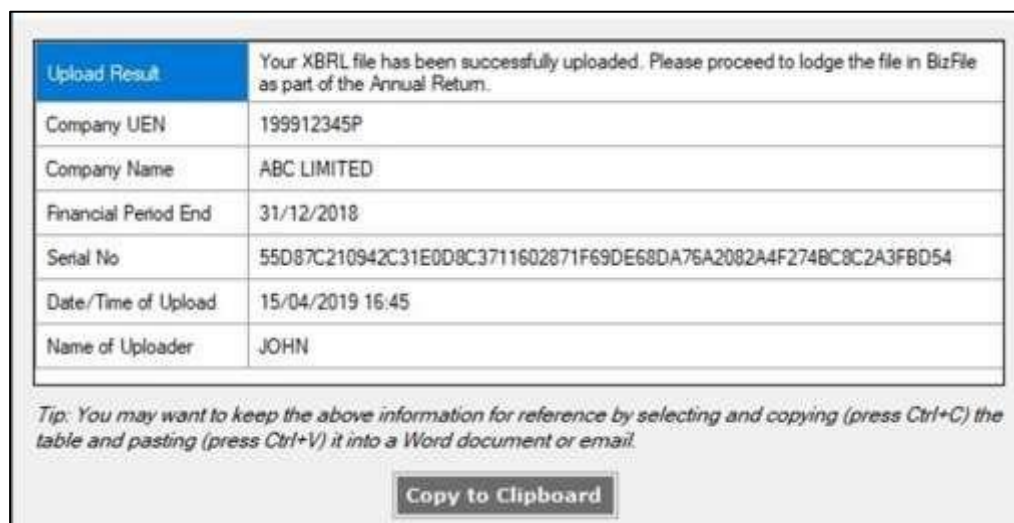 Upload Result
Your XBRL file has been successfully uploaded. Please proceed to lodge the file in BizFile
as part of the Annual Return.
Company UEN
199912345P
Company Name
ABC LIMITED
Financial Period End
31/12/2018
Serial No
55D87C210942C31E0D8C3711602871F69DE68DA76A2082A4F274BC8C2A3FBD54
Date/Time of Upload
15/04/2019 16:45
Name of Uploader
JOHN
Tip: You may want to keep the above information for reference by selecting and copying (press Ctrl+C) the
table and pasting (press Ctrl+V) it into a Word document or email.
Copy to Clipboard